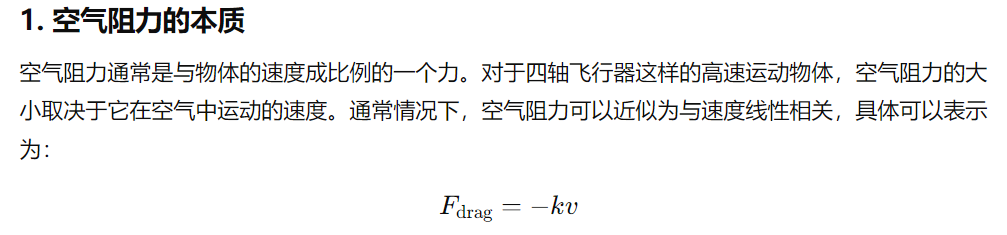 1. 空气阻力的本质
空气阻力通常是与物体的速度成比例的一个力。对于四轴飞行器这样的高速运动物体，空气阻力的大
小取决于它在空气中运动的速度。通常情况下，空气阻力可以近似为与速度线性相关，具体可以表示
为：
F_drag = −kv